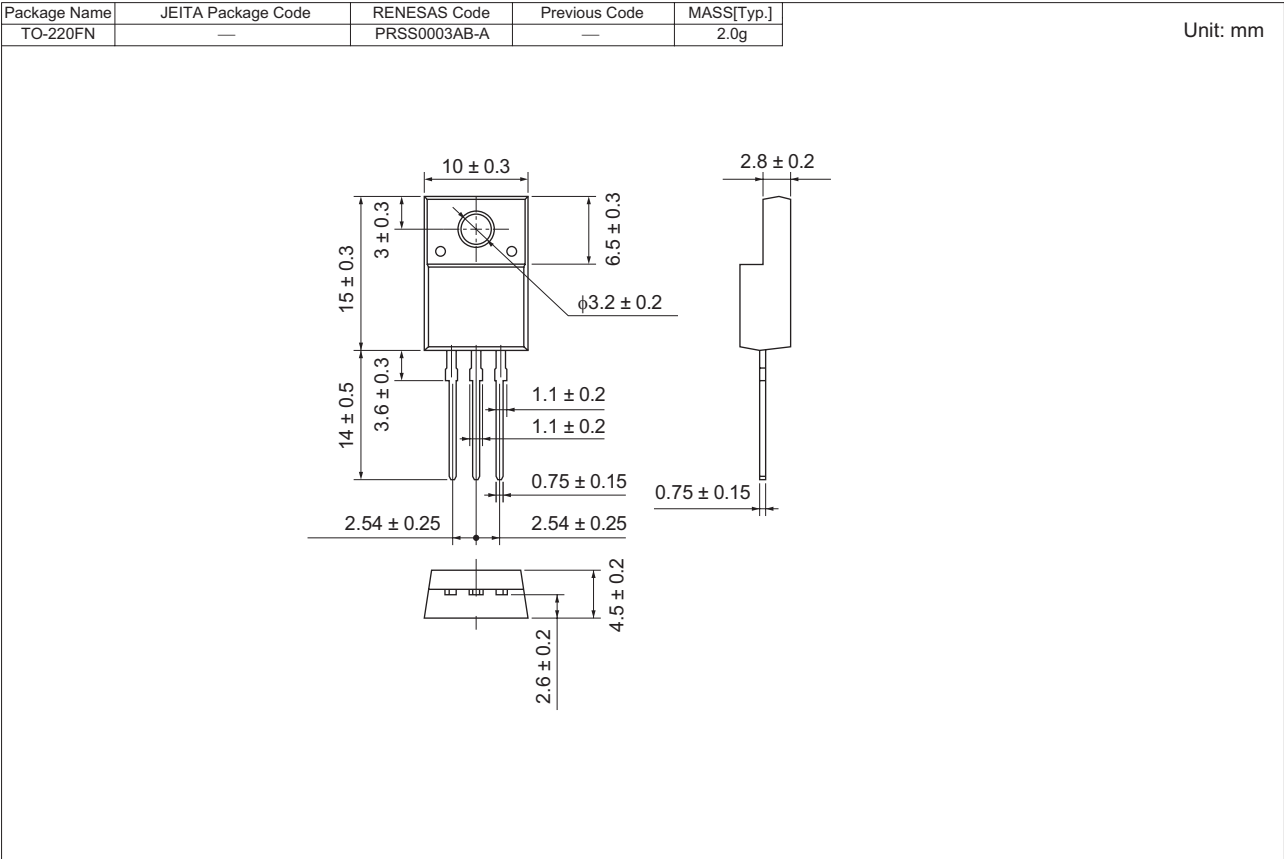 Package Name JEITA Package Code RENESAS Code Previous Code MASS[Typ.]
TO-220FN — PRSS0003AB-A — 2.0g
Unit: mm
10 ± 0.3
2.8 ± 0.2
3 ± 0.3
6.5 ± 0.3
15 ± 0.3
ϕ3.2 ± 0.2
3.6 ± 0.3
14 ± 0.5
1.1 ± 0.2
1.1 ± 0.2
0.75 ± 0.15
0.75 ± 0.15
2.54 ± 0.25
2.54 ± 0.25
4.5 ± 0.2
2.6 ± 0.2